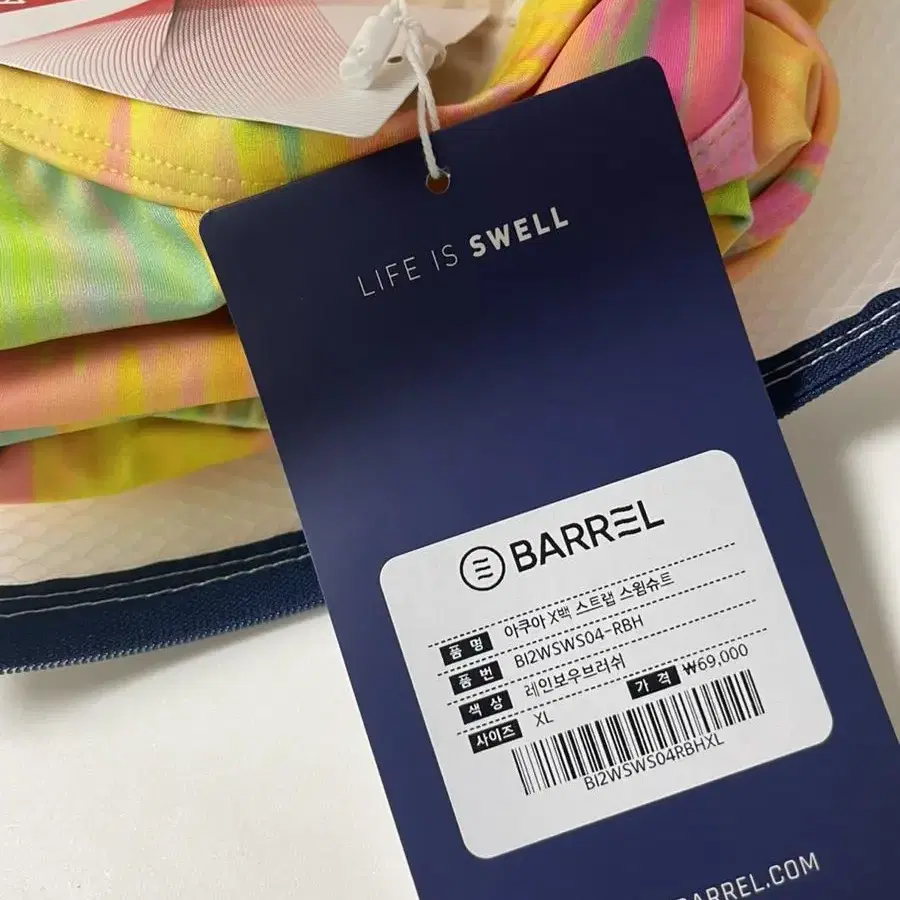 LIFE IS SWELL
BARREL
품 명 아쿠아 X백 스트랩 스윔슈트
품 번 BI2WSWS04-RBH
색 상 레인보우브러쉬
사이즈 XL 가 격 ₩69,000
BI2WSWS04RBHXL
BARREL.COM